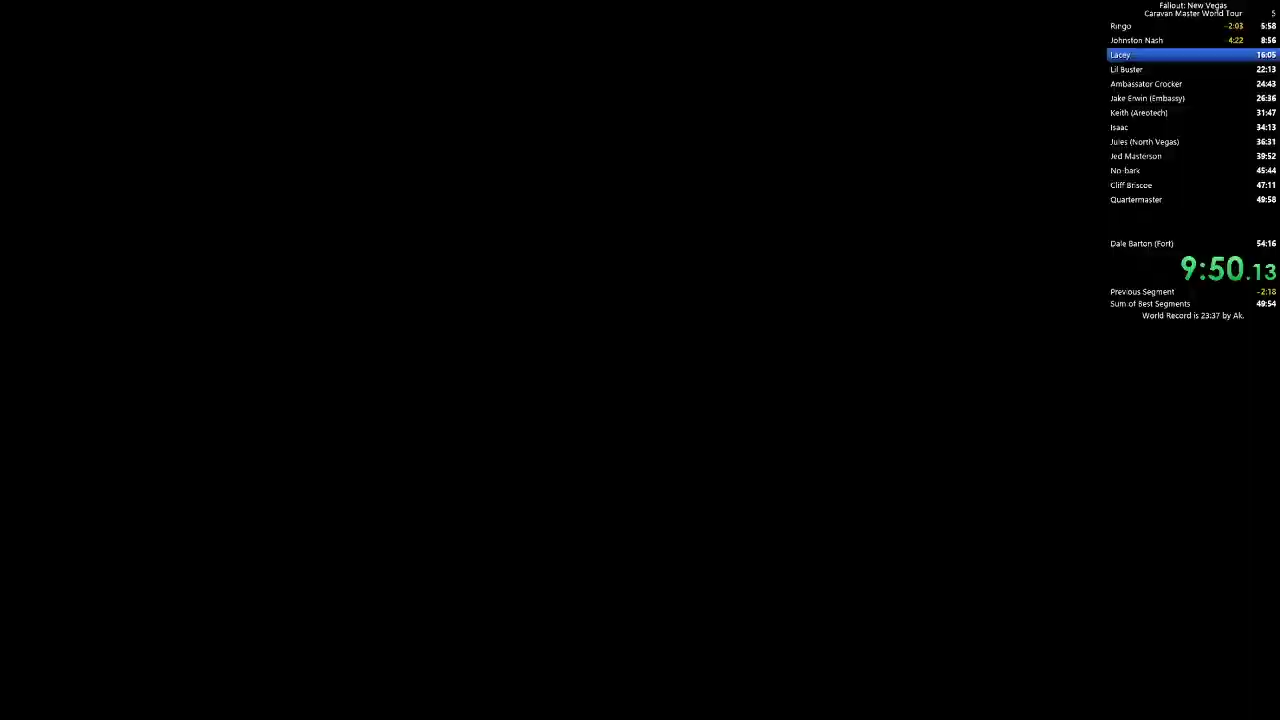 Fallout: New Vegas
Caravan Master World Tour 5
Ringo -2:03 5:58
Johnston Nash -4:22 8:56
Lacey 16:05
Lil Buster 22:13
Ambassador Crocker 24:43
Jake Erwin (Embassy) 26:36
Keith (Areotech) 31:47
Isaac 34:13
Jules (North Vegas) 36:31
Jed Masterson 39:52
No-bark 45:44
Cliff Briscoe 47:11
Quartermaster 49:58
Dale Barton (Fort) 54:16
9:50.13
Previous Segment -2:18
Sum of Best Segments 49:54
World Record is 23:37 by Ak.